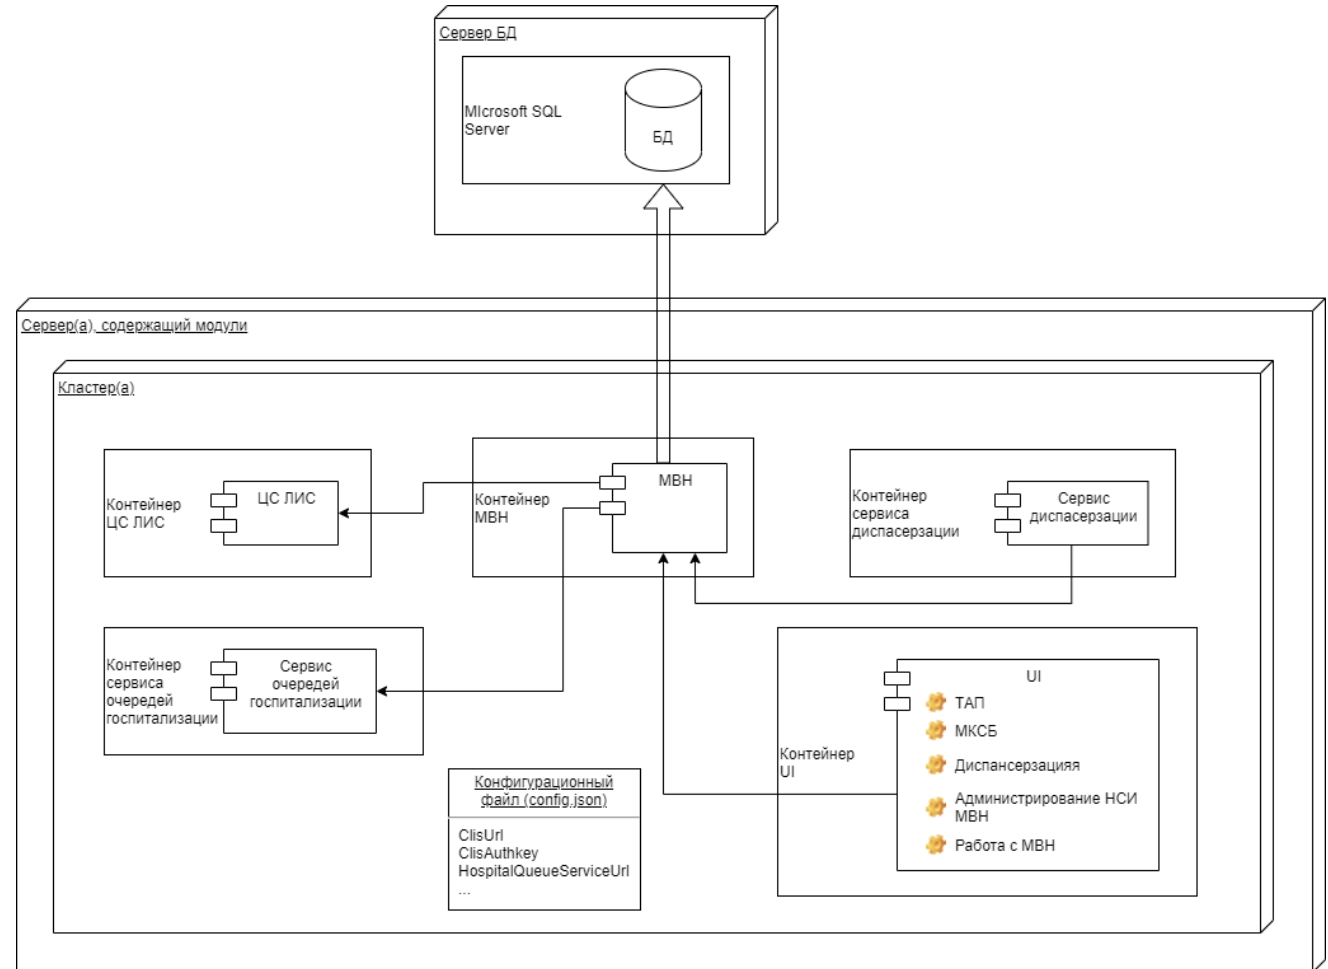 Сервер БД
MIcrosoft SQL
Server
БД
Сервер(а), содержащий модули
Кластер(а)
Контейнер
ЦС ЛИС
ЦС ЛИС
Контейнер
МВН
МВН
Контейнер
сервиса
диспасерзации
Сервис
диспасерзации
Контейнер
сервиса
очередей
госпитализации
Сервис
очередей
госпитализации
Контейнер
UI
UI
ТАП
МКСБ
Диспансерзацияя
Администрирование НСИ
МВН
Работа с МВН
Конфигурационный
файл (config.json)
ClisUrl
ClisAuthkey
HospitalQueueServiceUrl
...